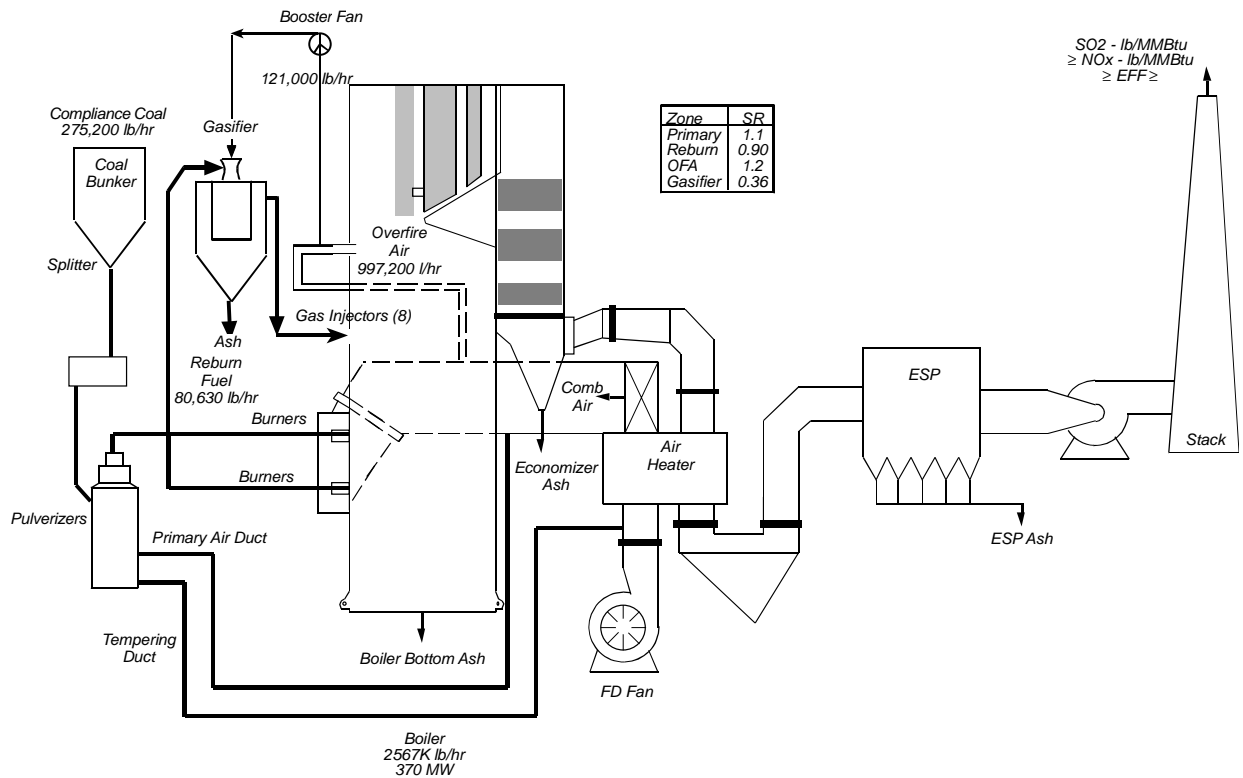 Booster Fan
121,000 lb/hr
SO2 - lb/MMBtu
≥ NOx - lb/MMBtu
≥ EFF ≥
Compliance Coal
275,200 lb/hr
Gasifier
Coal
Bunker
Splitter
Zone SR
Primary 1.1
Reburn 0.90
OFA 1.2
Gasifier 0.36
Overfire
Air
997,200 l/hr
Gas Injectors (8)
Ash
Reburn
Fuel
80,630 lb/hr
Comb
Air
ESP
Burners
Air
Heater
Stack
Economizer
Ash
Burners
Pulverizers
Primary Air Duct
ESP Ash
Tempering
Duct
Boiler Bottom Ash
FD Fan
Boiler
2567K lb/hr
370 MW